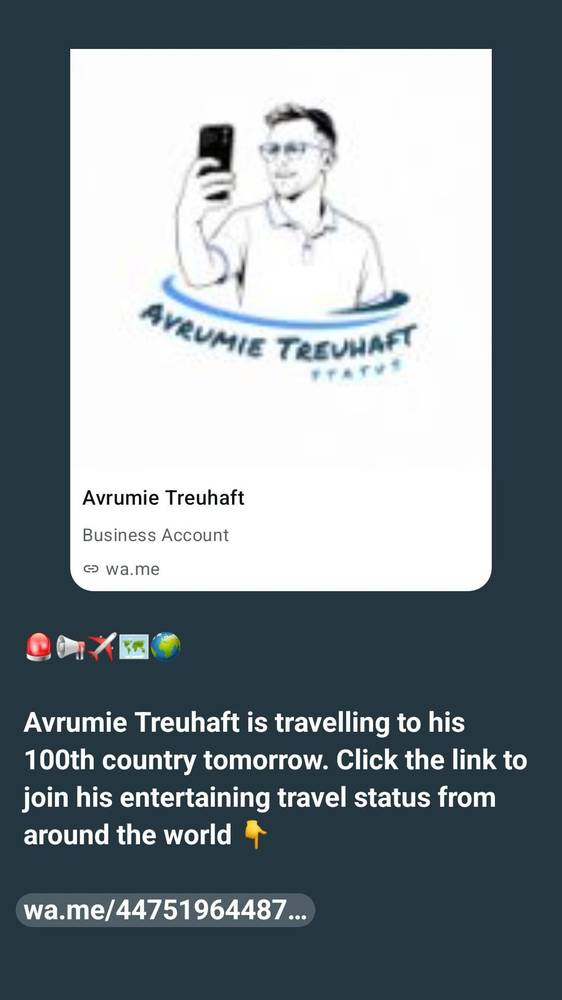 AVRUMIE TREUHAFT
STATUS
Avrumie Treuhaft
Business Account
wa.me
🚨📢✈️🗺️🌍
Avrumie Treuhaft is travelling to his
100th country tomorrow. Click the link to
join his entertaining travel status from
around the world 👇
wa.me/44751964487…